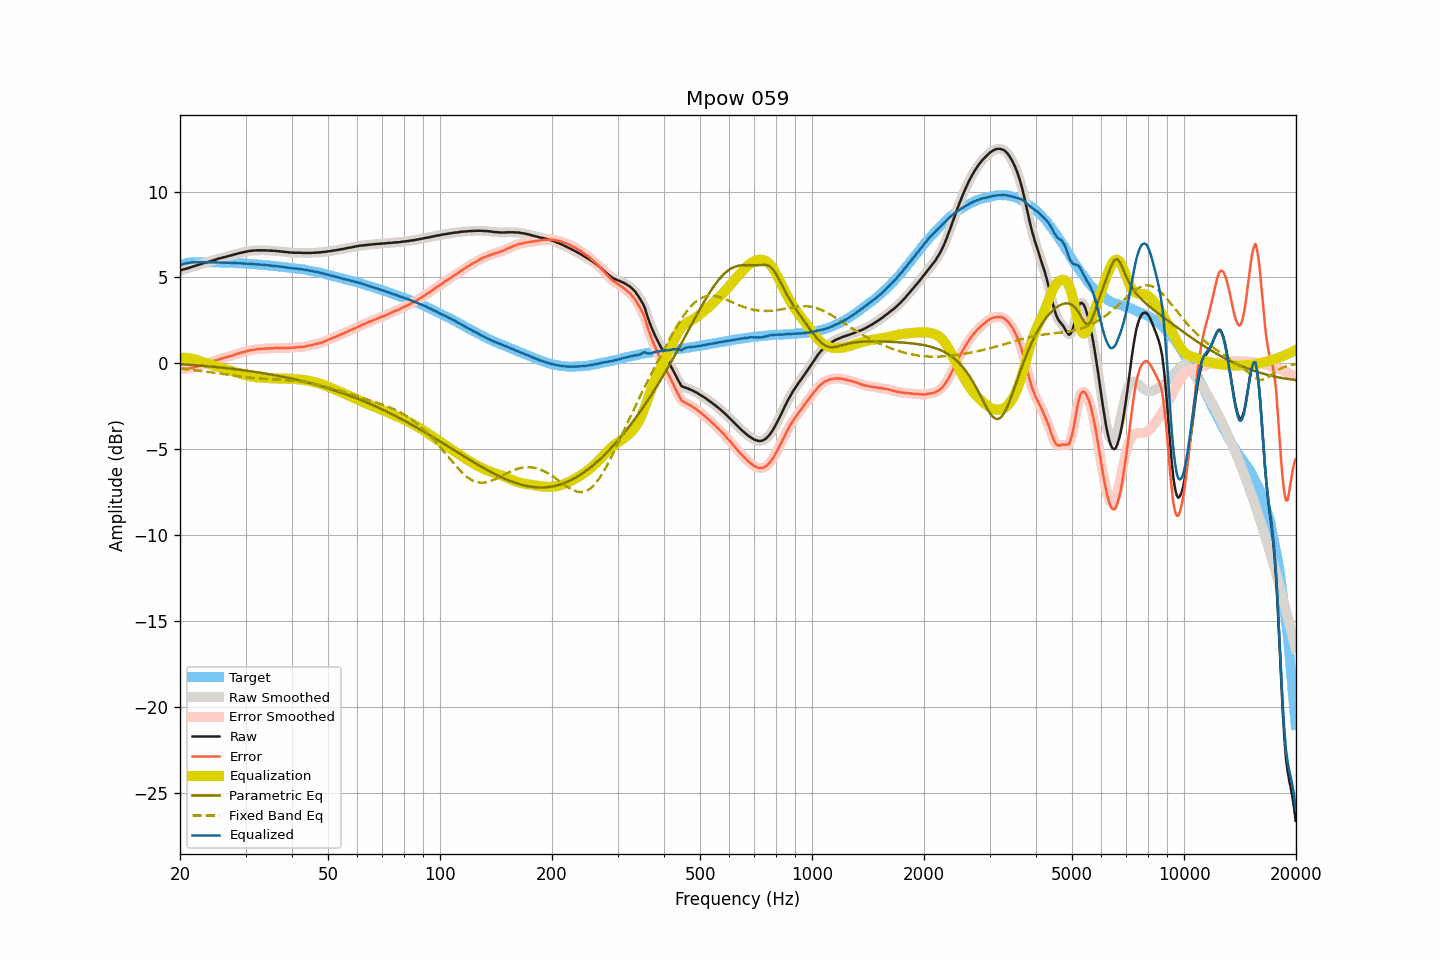 Mpow 059
Amplitude (dBr)
10
5
0
−5
−10
−15
−20
−25
Target
Raw Smoothed
Error Smoothed
Raw
Error
Equalization
Parametric Eq
Fixed Band Eq
Equalized
20 50 100 200 500 1000 2000 5000 10000 20000
Frequency (Hz)